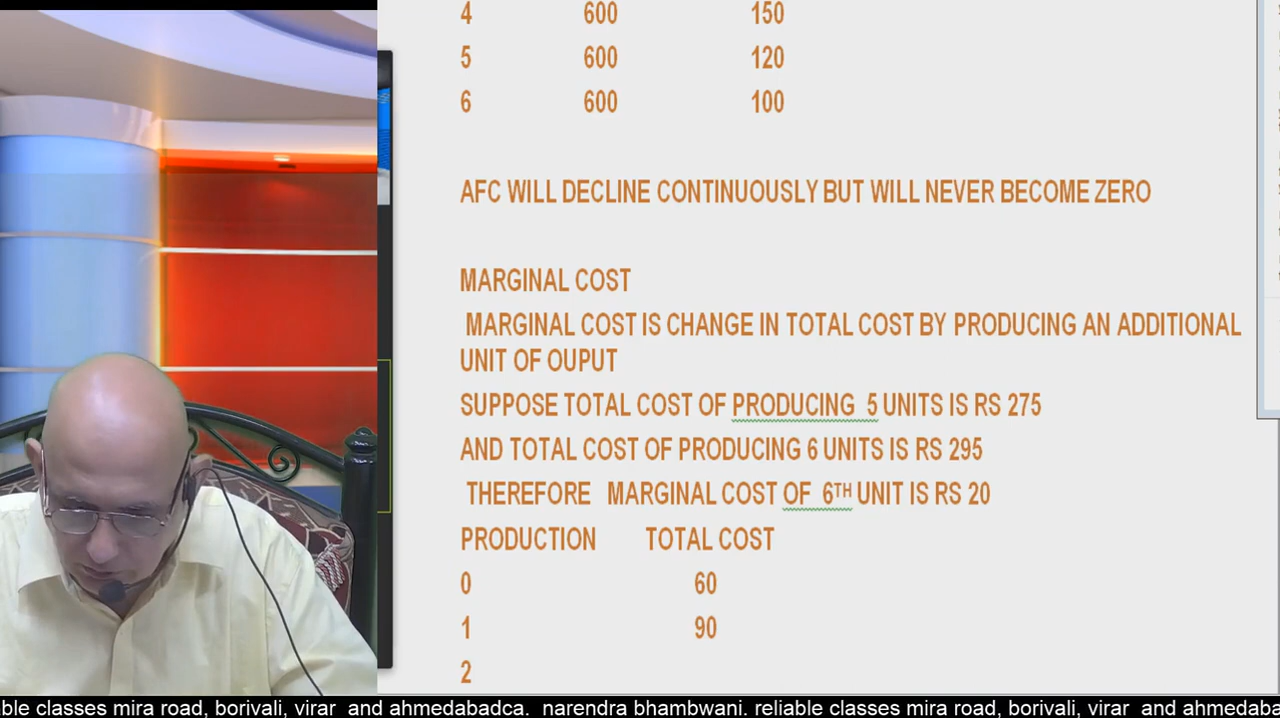 4 600 150
5 600 120
6 600 100
AFC WILL DECLINE CONTINUOUSLY BUT WILL NEVER BECOME ZERO
MARGINAL COST
MARGINAL COST IS CHANGE IN TOTAL COST BY PRODUCING AN ADDITIONAL
UNIT OF OUPUT
SUPPOSE TOTAL COST OF PRODUCING 5 UNITS IS RS 275
AND TOTAL COST OF PRODUCING 6 UNITS IS RS 295
THEREFORE MARGINAL COST OF 6TH UNIT IS RS 20
PRODUCTION TOTAL COST
0 60
1 90
2
ble classes mira road, borivali, virar and ahmedabadca. narendra bhambwani. reliable classes mira road, borivali, virar and ahmedaba